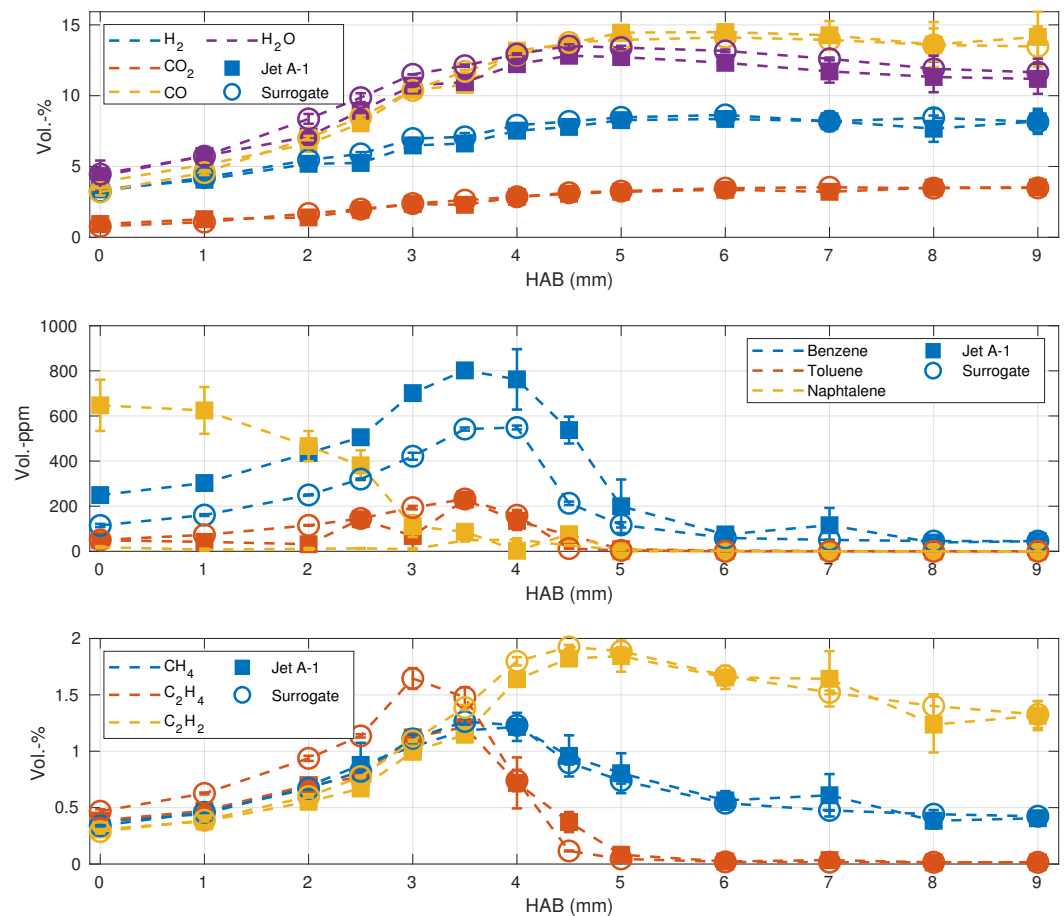 15
10
5
0
Vol.-%
H₂
H₂O
CO₂
Jet A-1
CO
Surrogate
0 1 2 3 4 5 6 7 8 9
HAB (mm)
1000
800
600
400
200
0
Vol.-ppm
Benzene
Jet A-1
Toluene
Surrogate
Naphtalene
0 1 2 3 4 5 6 7 8 9
HAB (mm)
2
1.5
1
0.5
0
Vol.-%
CH₄
Jet A-1
C₂H₄
Surrogate
C₂H₂
0 1 2 3 4 5 6 7 8 9
HAB (mm)